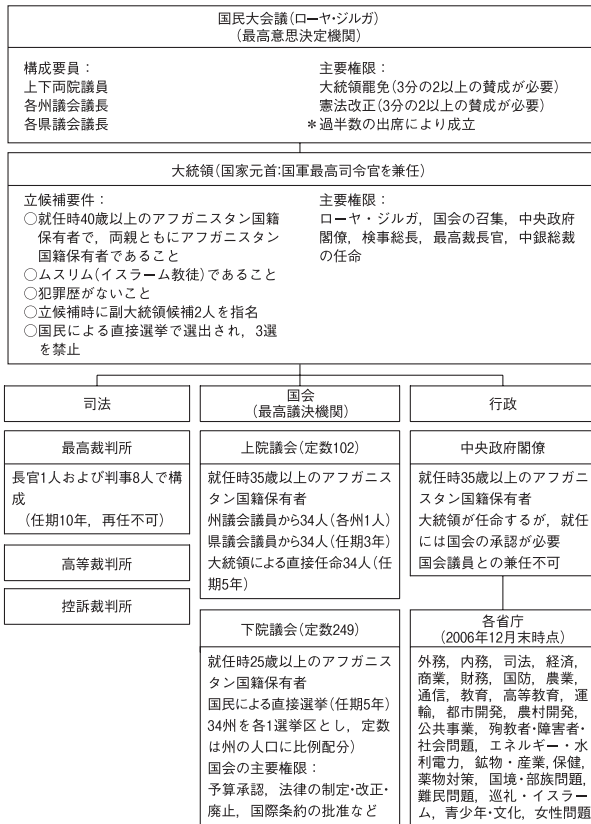 国民大会議(ローヤ・ジルガ)
(最高意思決定機関)
構成要員：
上下両院議員
各州議会議長
各県議会議長
主要権限：
大統領罷免(3分の2以上の賛成が必要)
憲法改正(3分の2以上の賛成が必要)
＊過半数の出席により成立
大統領(国家元首:国軍最高司令官を兼任)
立候補要件：
○就任時40歳以上のアフガニスタン国籍
保有者で，両親ともにアフガニスタン
国籍保有者であること
○ムスリム(イスラーム教徒)であること
○犯罪歴がないこと
○立候補時に副大統領候補2人を指名
○国民による直接選挙で選出され，3選
を禁止
主要権限：
ローヤ・ジルガ，国会の召集，中央政府
閣僚，検事総長，最高裁長官，中銀総裁
の任命
司法
最高裁判所
長官1人および判事8人で構
成
(任期10年，再任不可)
高等裁判所
控訴裁判所
国会
(最高議決機関)
上院議会(定数102)
就任時35歳以上のアフガニス
タン国籍保有者
州議会議員から34人(各州1人)
県議会議員から34人(任期3年)
大統領による直接任命34人(任
期5年)
下院議会(定数249)
就任時25歳以上のアフガニス
タン国籍保有者
国民による直接選挙(任期5年)
34州を各1選挙区とし，定数
は州の人口に比例配分)
国会の主要権限：
予算承認，法律の制定・改正・
廃止，国際条約の批准など
行政
中央政府閣僚
就任時35歳以上のアフガニ
スタン国籍保有者
大統領が任命するが，就任
には国会の承認が必要
国会議員との兼任不可
各省庁
(2006年12月末時点)
外務，内務，司法，経済，
商業，財務，国防，農業，
通信，教育，高等教育，運
輸，都市開発，農村開発，
公共事業，殉教者・障害者・
社会問題，エネルギー・水
利電力，鉱物・産業，保健，
薬物対策，国境・部族問題，
難民問題，巡礼・イスラー
ム，青少年・文化，女性問題